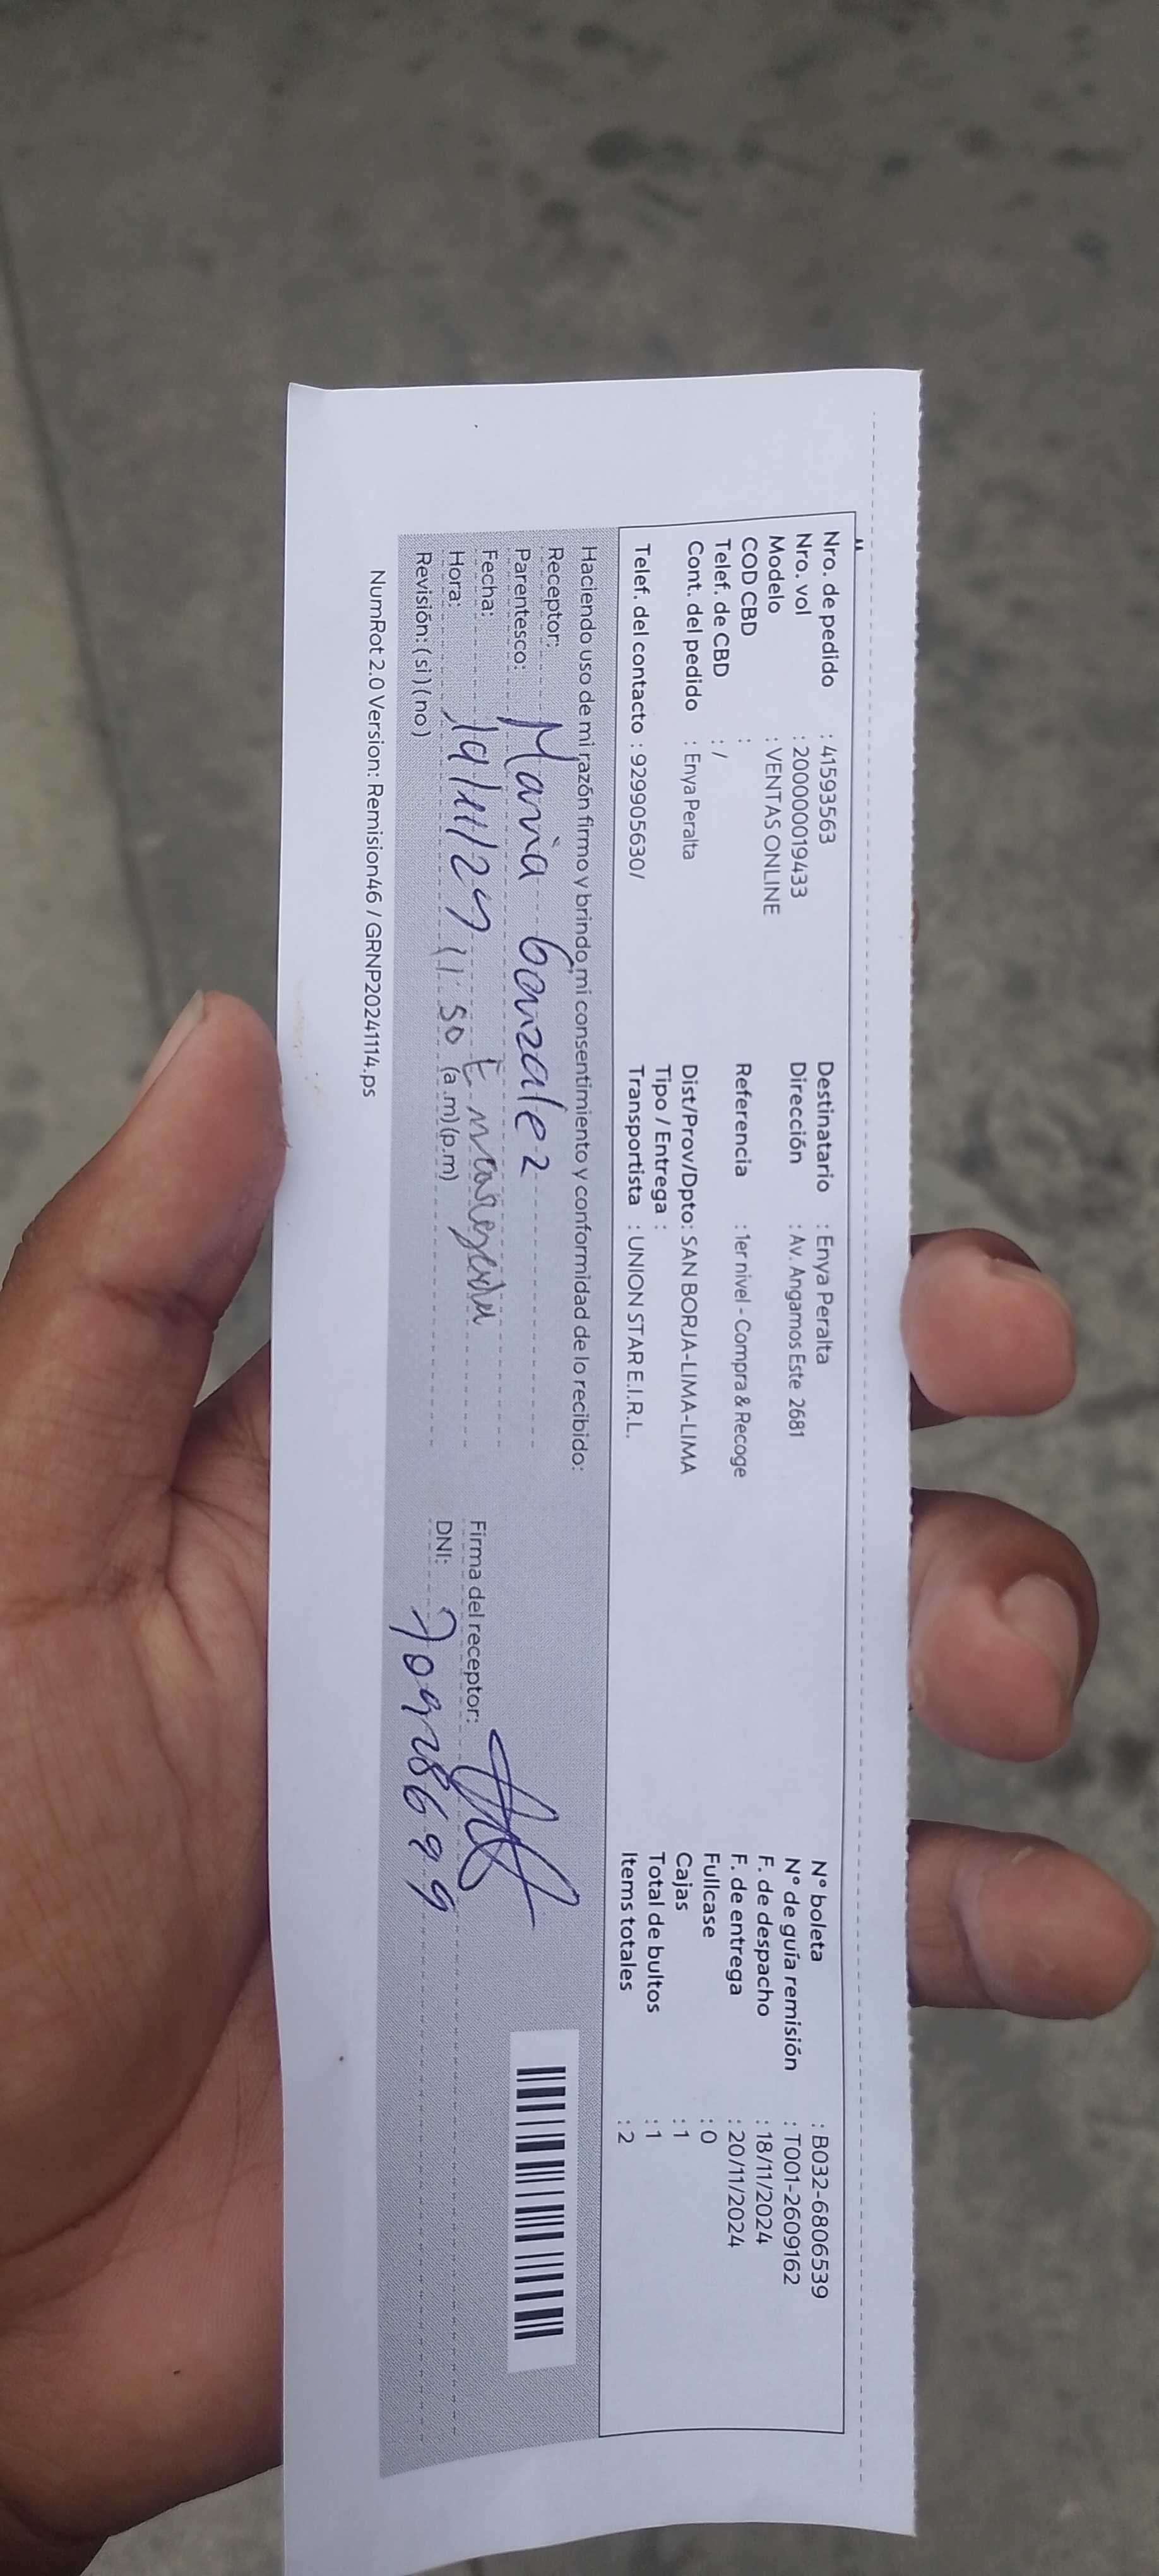 Nro. de pedido : 41593563
Nro. vol : 200000019433
Modelo : VENTAS ONLINE
COD CBD :
Telef. de CBD : /
Cont. del pedido : Enya Peralta
Telef. del contacto : 929905630/
Destinatario : Enya Peralta
Dirección : Av. Angamos Este 2681
Referencia : 1er nivel - Compra & Recoge
Dist/Prov/Dpto: SAN BORJA-LIMA-LIMA
Tipo / Entrega :
Transportista : UNION STAR E.I.R.L.
N° boleta : B032-6806539
N° de guía remisión : T001-2609162
F. de despacho : 18/11/2024
F. de entrega : 20/11/2024
Fullcase : 0
Cajas : 1
Total de bultos : 1
Items totales : 2
Haciendo uso de mi razón firmo y brindo mi consentimiento y conformidad de lo recibido:
Receptor:
Parentesco: Maria Gonzalez
Fecha: 19/11/24
Hora: 11:50 (a.m)(p.m)
Revisión: (si) (no)
Firma del receptor:
DNI:
NumRot 2.0 Version: Remision46 / GRNP20241114.ps